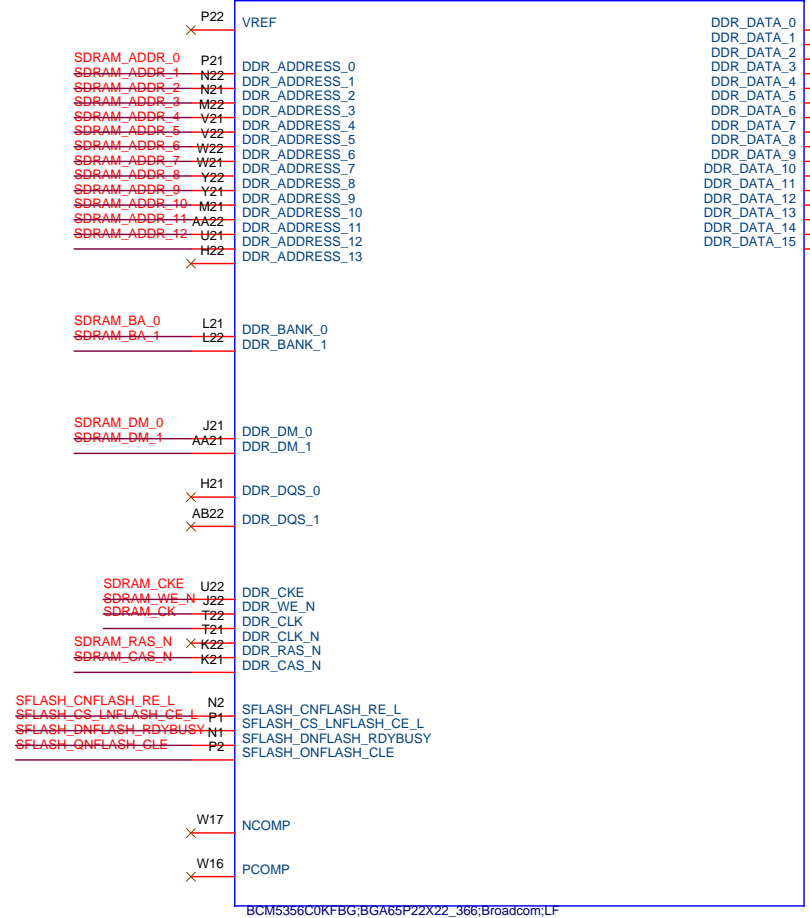 P22 VREF DDR_DATA_0
DDR_DATA_1
DDR_DATA_2
SDRAM_ADDR_0 P21 DDR_ADDRESS_0 DDR_DATA_3
SDRAM_ADDR_1 N22 DDR_ADDRESS_1 DDR_DATA_4
SDRAM_ADDR_2 N21 DDR_ADDRESS_2 DDR_DATA_5
SDRAM_ADDR_3 M22 DDR_ADDRESS_3 DDR_DATA_6
SDRAM_ADDR_4 V21 DDR_ADDRESS_4 DDR_DATA_7
SDRAM_ADDR_5 V22 DDR_ADDRESS_5 DDR_DATA_8
SDRAM_ADDR_6 W22 DDR_ADDRESS_6 DDR_DATA_9
SDRAM_ADDR_7 W21 DDR_ADDRESS_7 DDR_DATA_10
SDRAM_ADDR_8 Y22 DDR_ADDRESS_8 DDR_DATA_11
SDRAM_ADDR_9 Y21 DDR_ADDRESS_9 DDR_DATA_12
SDRAM_ADDR_10 M21 DDR_ADDRESS_10 DDR_DATA_13
SDRAM_ADDR_11 AA22 DDR_ADDRESS_11 DDR_DATA_14
SDRAM_ADDR_12 U21 DDR_ADDRESS_12 DDR_DATA_15
H22 DDR_ADDRESS_13
SDRAM_BA_0 L21 DDR_BANK_0
SDRAM_BA_1 L22 DDR_BANK_1
SDRAM_DM_0 J21 DDR_DM_0
SDRAM_DM_1 AA21 DDR_DM_1
H21 DDR_DQS_0
AB22 DDR_DQS_1
SDRAM_CKE U22 DDR_CKE
SDRAM_WE_N J22 DDR_WE_N
SDRAM_CK T22 DDR_CLK
T21 DDR_CLK_N
SDRAM_RAS_N K22 DDR_RAS_N
SDRAM_CAS_N K21 DDR_CAS_N
SFLASH_CNFLASH_RE_L N2 SFLASH_CNFLASH_RE_L
SFLASH_CS_LNFLASH_CE_L P1 SFLASH_CS_LNFLASH_CE_L
SFLASH_DNFLASH_RDYBUSY N1 SFLASH_DNFLASH_RDYBUSY
SFLASH_QNFLASH_CLE P2 SFLASH_ONFLASH_CLE
W17 NCOMP
W16 PCOMP
BCM5356C0KFBG;BGA65P22X22_366;Broadcom;LF